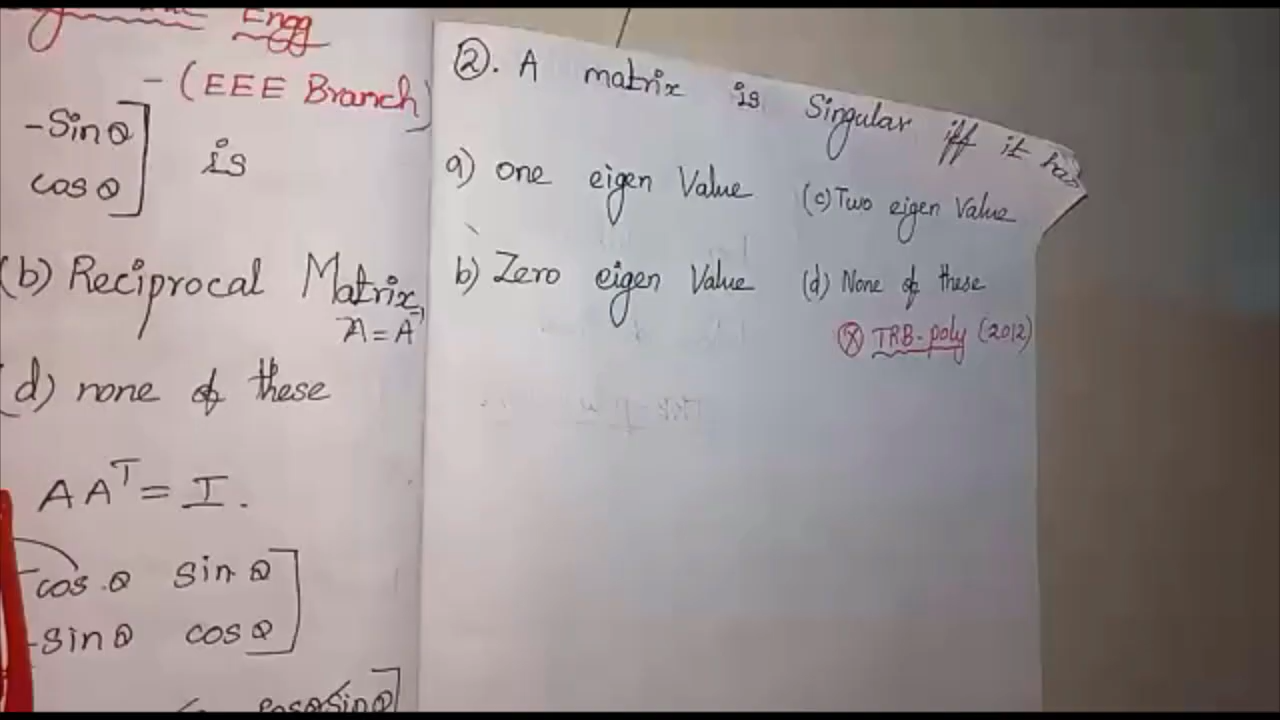 Engg
- (EEE Branch)
-Sinθ
cosθ ] is
(b) Reciprocal Matrix
A = A⁻¹
(d) none of these
AAᵀ = I.
cos.θ sinθ
-sinθ cosθ
cosθsinθ
②. A matrix is Singular iff it has
a) one eigen Value (c) Two eigen Value
b) Zero eigen Value (d) None of these
TRB-poly (2012)